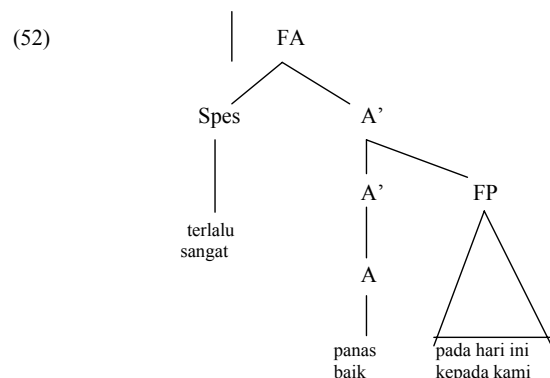 (52)
FA
Spes
A’
A’
FP
terlalu
sangat
A
panas
baik
pada hari ini
kepada kami